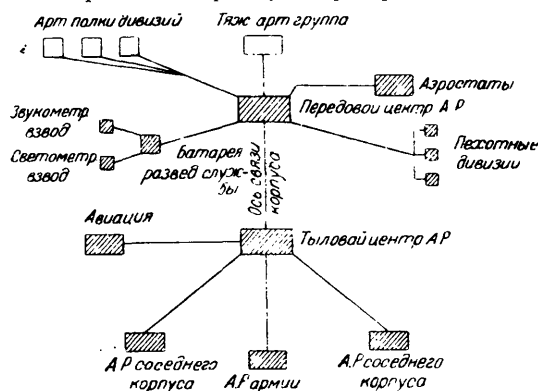 Арт полки дивизий
Тяж арт группа
Аэростаты
Передовой центр А Р
Звукометр
взвод
Светометр
взвод
Батарея
развед служ-
бы
Ось связи
корпуса
Пехотные
дивизии
Авиация
Тыловой центр А Р
А Р соседнего
корпуса
А.Р армии
А.Р соседнего
корпуса